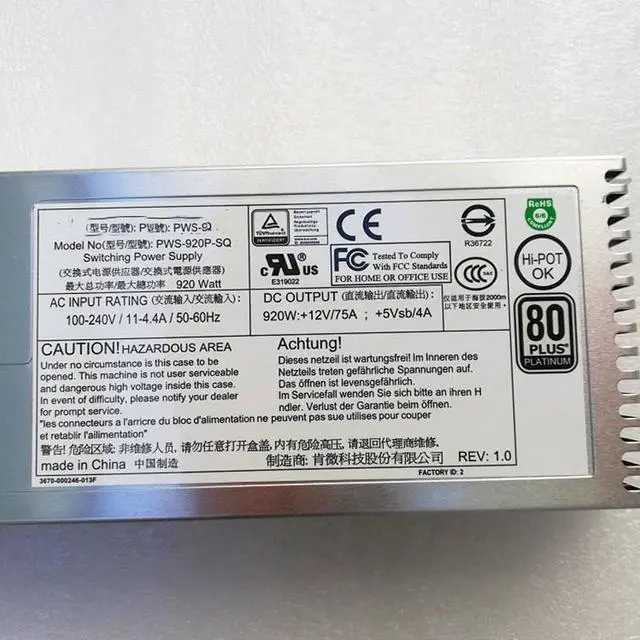 (型号/型號): PWS-
Model No(型号/型號): PWS-920P-SQ
Switching Power Supply
(交换式电源供应器/交換式電源供應器)
最大总功率/最大總功率 920 Watt
AC INPUT RATING (交流输入/交流輸入):
100-240V / 11-4.4A / 50-60Hz
DC OUTPUT (直流输出/直流輸出):
920W:+12V/75A ; +5Vsb/4A
TÜVRheinland
CERTIFIED
CE
c RU US
E319022
FC Tested To Comply
With FCC Standards
FOR HOME OR OFFICE USE
R36722
CCC
仅适用于海拔2000m
以下地区安全使用。
RoHS
6/6
COMPLIANT
Hi-POT
OK
80
PLUS
PLATINUM
CAUTION! HAZARDOUS AREA
Under no circumstance is this case to be
opened. This machine is not user serviceable
and dangerous high voltage inside this case.
In event of difficulty, please notify your dealer
for prompt service.
Achtung!
Dieses netzeil ist wartungsfrei. Im Inneren des
Netzteils treten gefährliche Spannungen auf.
Das öffnen ist levensgefährlich.
Im Servicefall wenden Sie sich bitte an ihren H
ndler. Verlust der Garantie beim öffnen
"les connecteurs a l'arricre du bloc d'alimentation ne peuvent pas sue utilises pour couper
et retablir l'ailimentation"
警告! 危险区域: 非维修人员, 请勿任意打开盒盖, 内有危险高压, 请退回代理商维修.
made in China 中国制造
制造商: 肯微科技股份有限公司 REV: 1.0
3670-000246-013F
FACTORY ID: 2